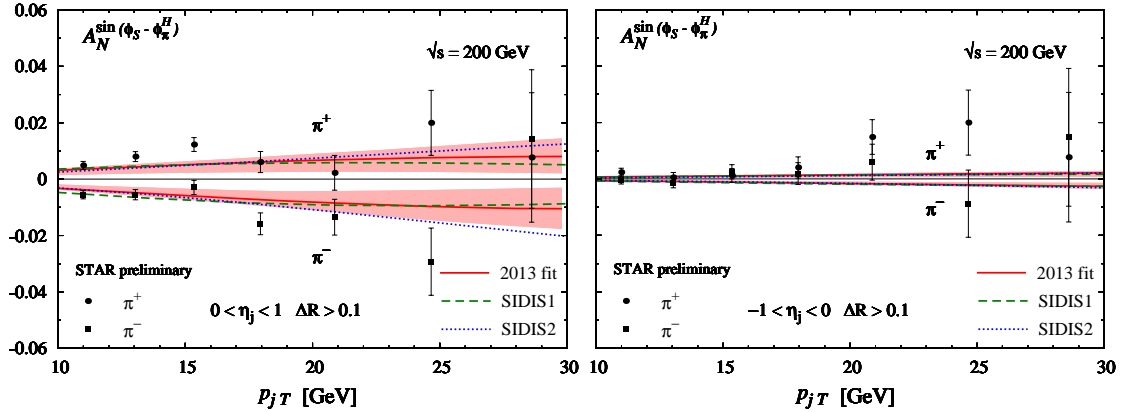 A_N^{sin (ϕ_S - ϕ_π^H)}
√s = 200 GeV
0.06
0.04
0.02
0
-0.02
-0.04
-0.06
π⁺
π⁻
STAR preliminary
π⁺
π⁻
0 < η_j < 1 ΔR > 0.1
2013 fit
SIDIS1
SIDIS2
10 15 20 25 30
p_{j T} [GeV]
A_N^{sin (ϕ_S - ϕ_π^H)}
√s = 200 GeV
π⁺
π⁻
STAR preliminary
π⁺
π⁻
−1 < η_j < 0 ΔR > 0.1
2013 fit
SIDIS1
SIDIS2
10 15 20 25 30
p_{j T} [GeV]